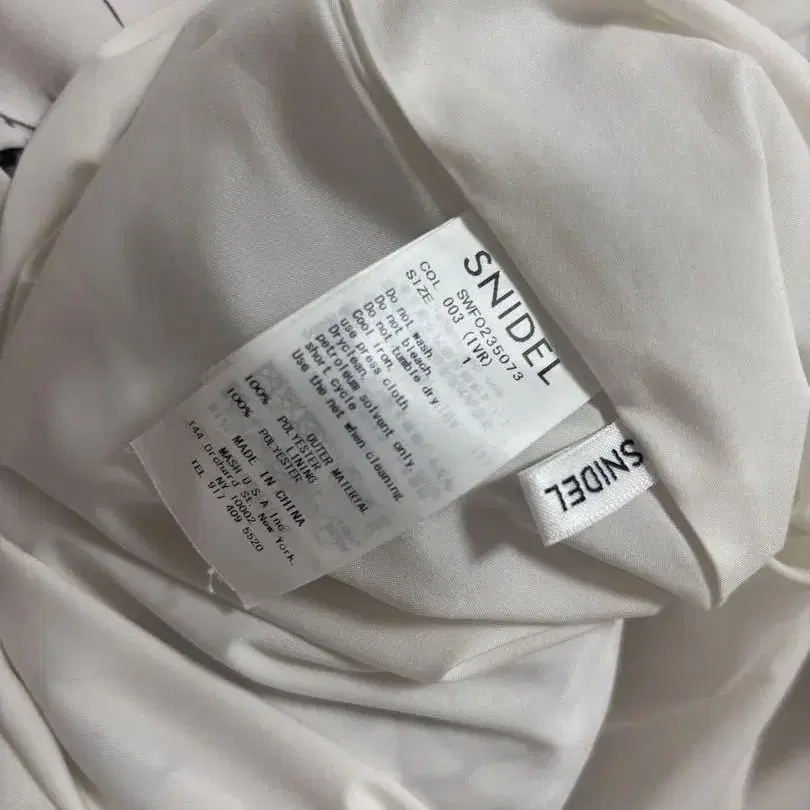 SNIDEL
SWFO235073
COL 003 (IVR)
SIZE 1
Do not wash.
Do not bleach.
Do not tumble dry.
Cool iron.
use press cloth.
Dryclean.
petroleum solvent only.
short cycle.
Use the net when cleaning
OUTER MATERTAL
100% POLYESTER
LINING
100% POLYESTER
MADE IN CHINA
MASH U.S.A Inc
144 Orchard St. New York.
NY 10002
TEL 917 409 5520
SNIDEL